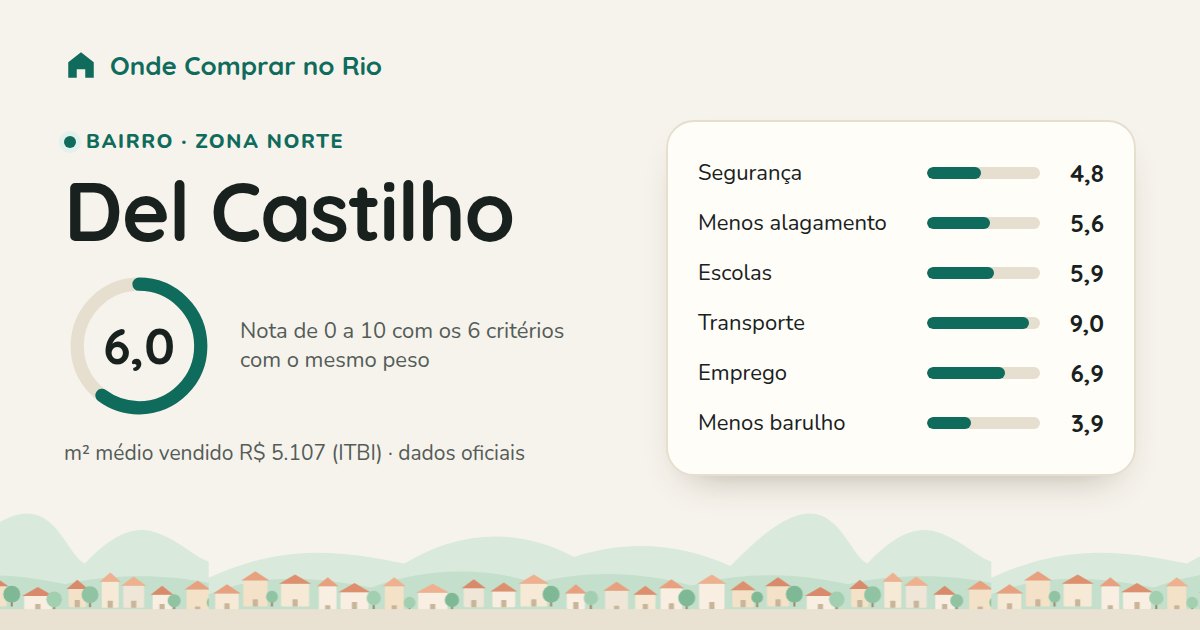 Onde Comprar no Rio
BAIRRO · ZONA NORTE
Del Castilho
6,0
Nota de 0 a 10 com os 6 critérios
com o mesmo peso
m² médio vendido R$ 5.107 (ITBI) · dados oficiais
Segurança 4,8
Menos alagamento 5,6
Escolas 5,9
Transporte 9,0
Emprego 6,9
Menos barulho 3,9